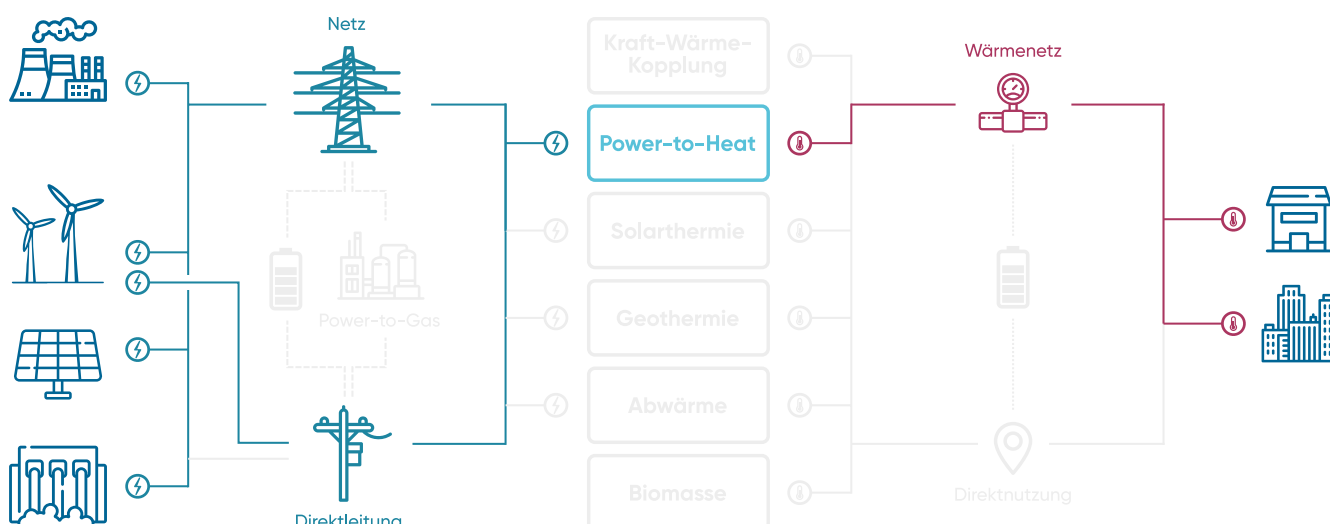 Netz
Kraft-Wärme-
Kopplung
Wärmenetz
Power-to-Heat
Solarthermie
Power-to-Gas
Geothermie
Abwärme
Biomasse
Direktnutzung
Direktleitung